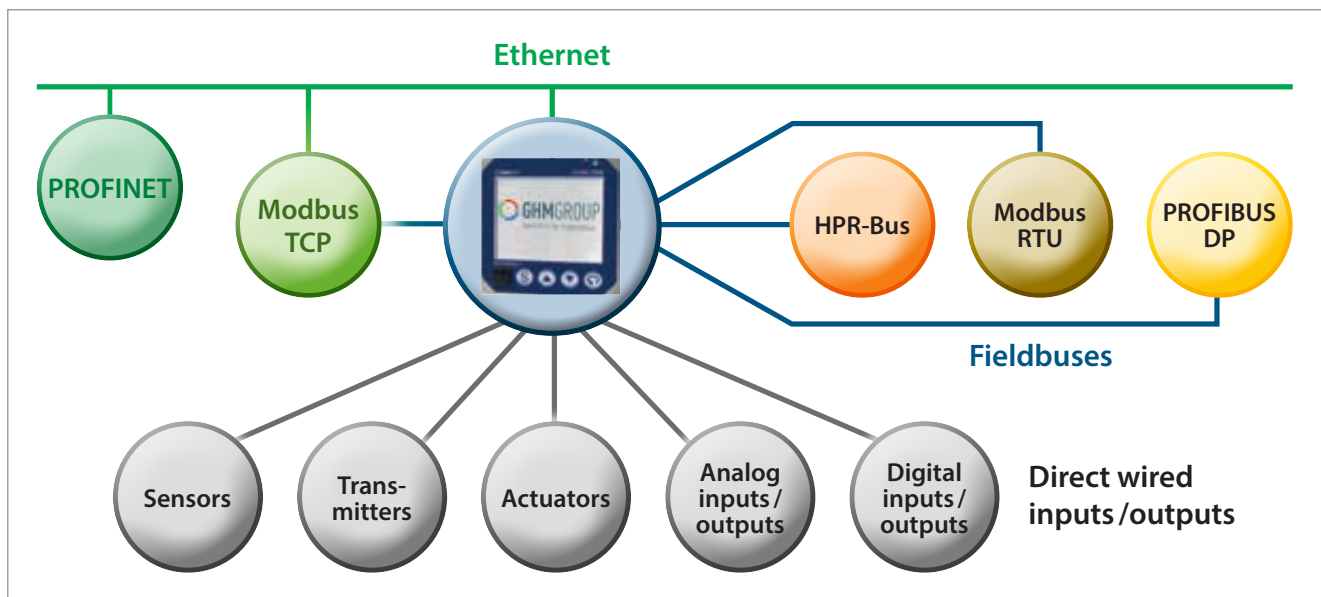 Ethernet
PROFINET
Modbus
TCP
GHMGROUP
HPR-Bus
Modbus
RTU
PROFIBUS
DP
Fieldbuses
Sensors
Trans-
mitters
Actuators
Analog
inputs/
outputs
Digital
inputs/
outputs
Direct wired
inputs/outputs